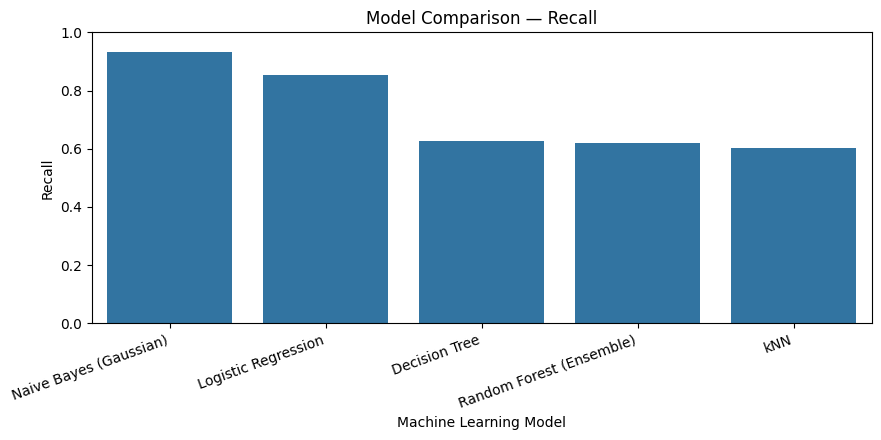 Model Comparison — Recall
1.0
0.8
0.6
0.4
0.2
0.0
Recall
Naive Bayes (Gaussian)
Logistic Regression
Decision Tree
Random Forest (Ensemble)
kNN
Machine Learning Model